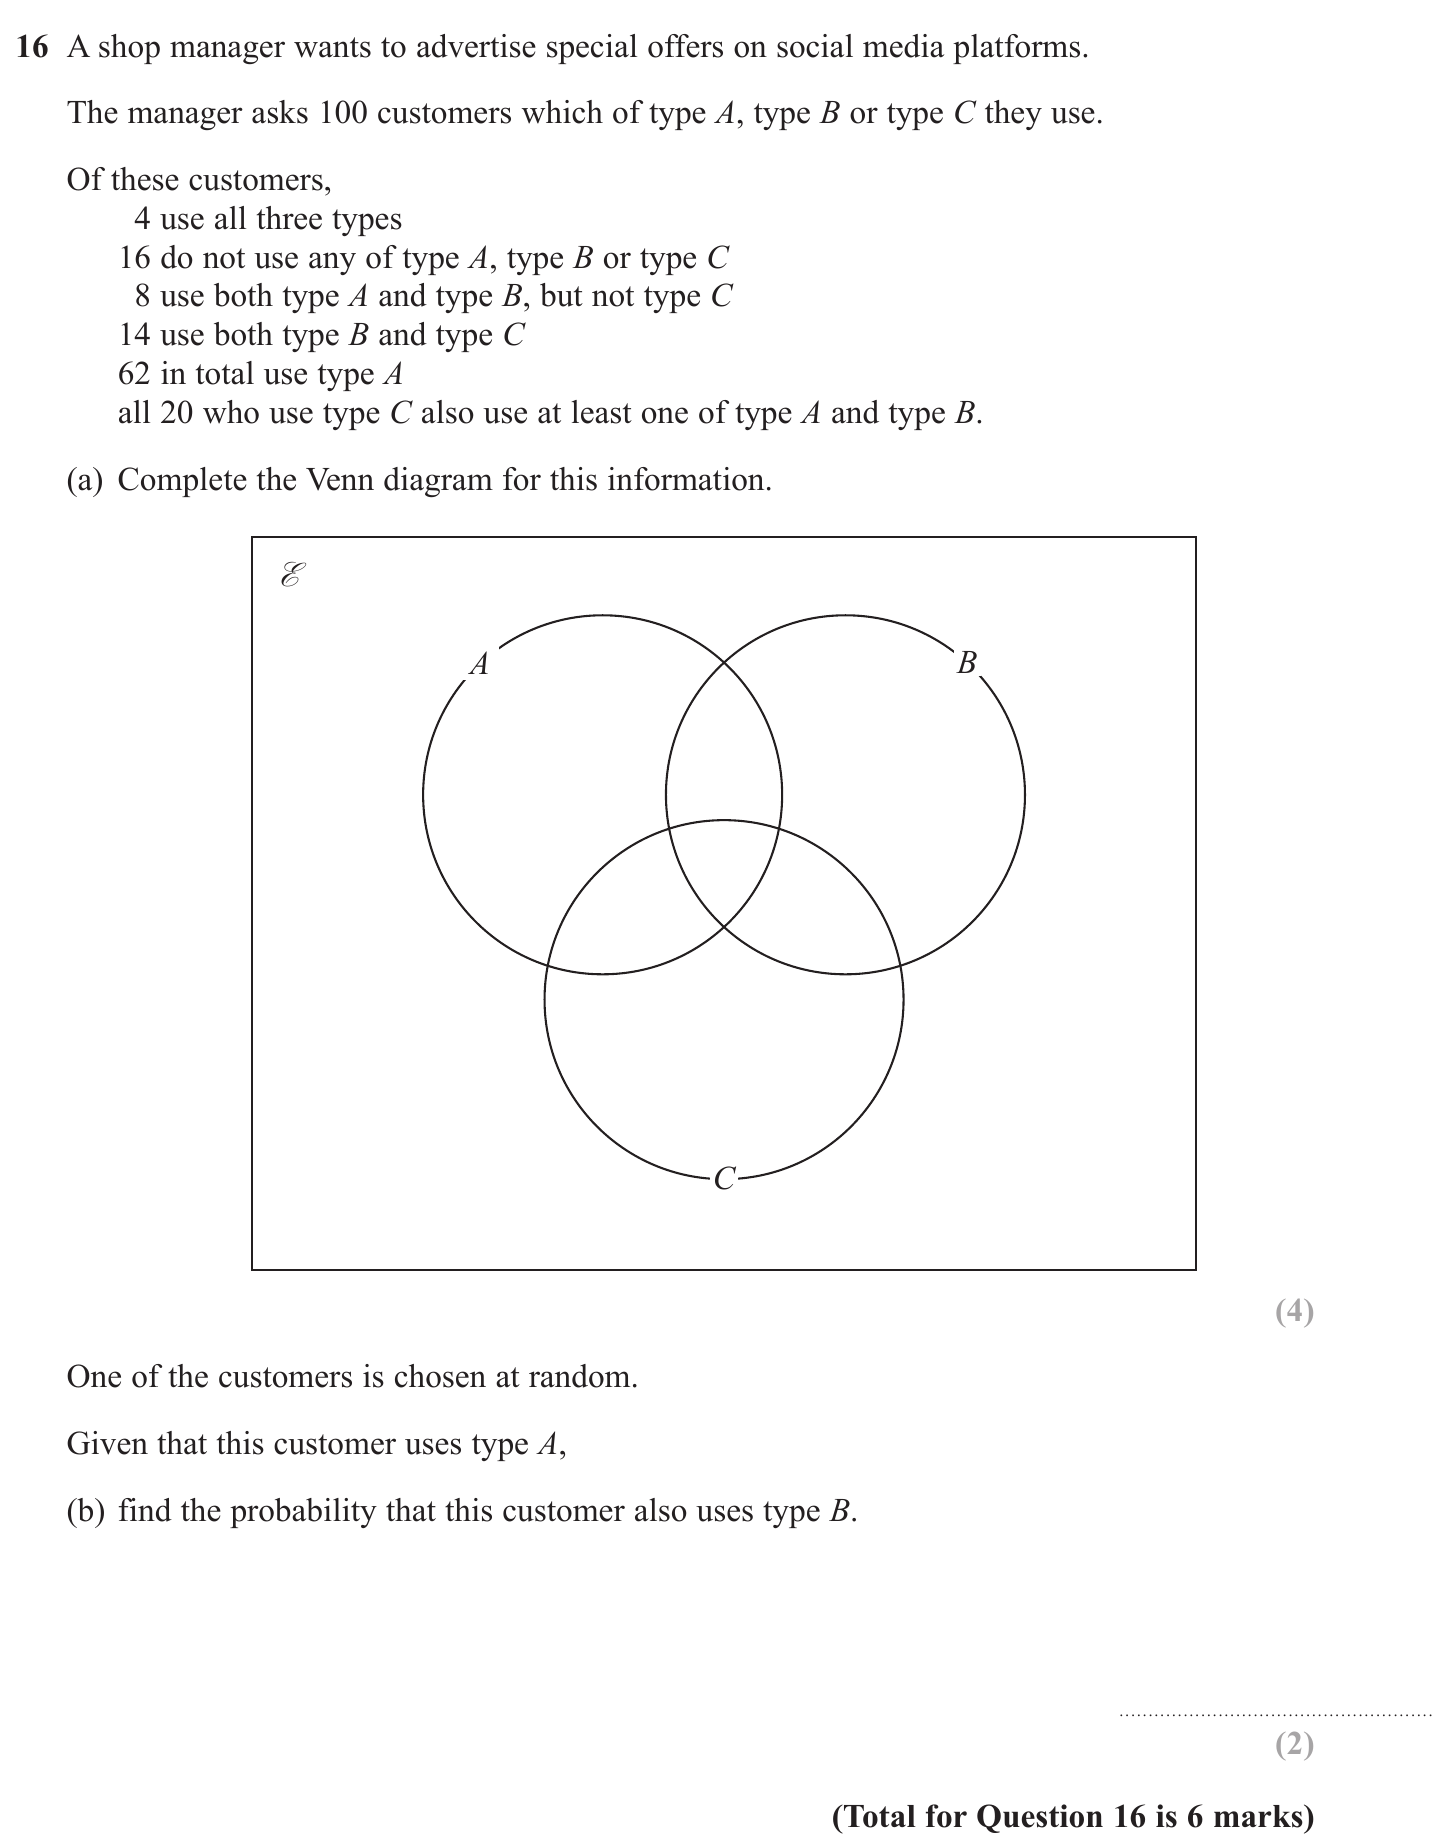 16 A shop manager wants to advertise special offers on social media platforms.
The manager asks 100 customers which of type A, type B or type C they use.
Of these customers,
4 use all three types
16 do not use any of type A, type B or type C
8 use both type A and type B, but not type C
14 use both type B and type C
62 in total use type A
all 20 who use type C also use at least one of type A and type B.
(a) Complete the Venn diagram for this information.
ℰ
A
B
C
(4)
One of the customers is chosen at random.
Given that this customer uses type A,
(b) find the probability that this customer also uses type B.
(2)
(Total for Question 16 is 6 marks)